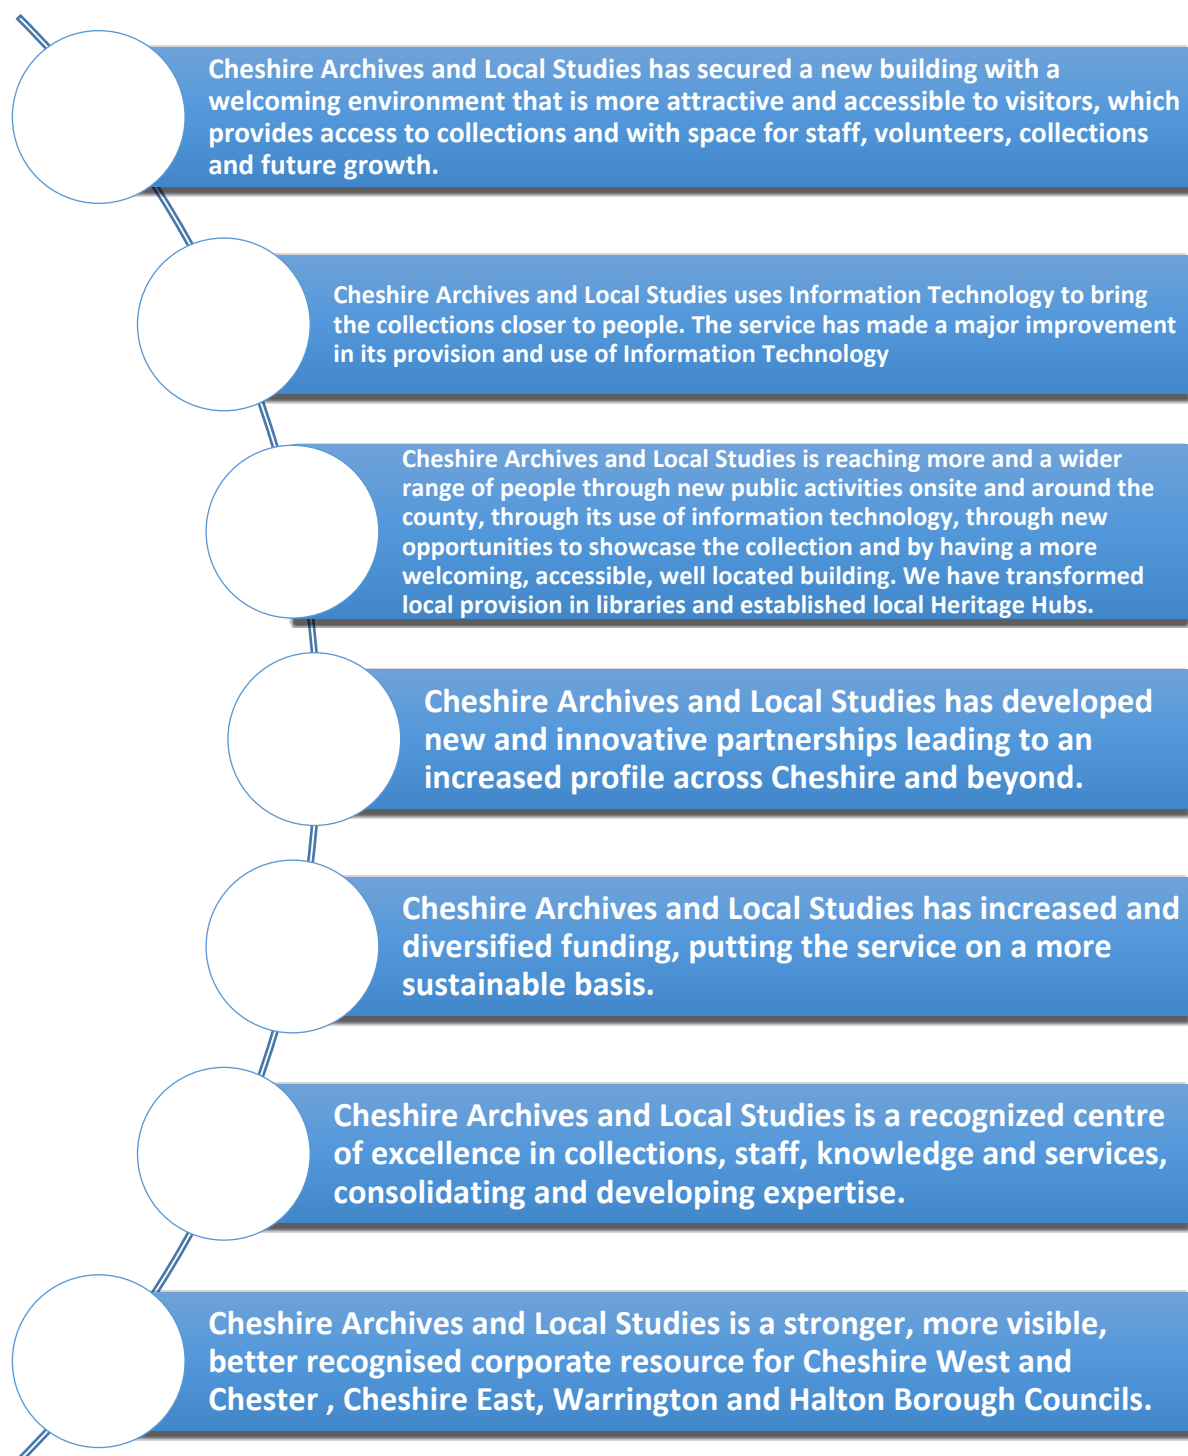 Cheshire Archives and Local Studies has secured a new building with a
welcoming environment that is more attractive and accessible to visitors, which
provides access to collections and with space for staff, volunteers, collections
and future growth.
Cheshire Archives and Local Studies uses Information Technology to bring
the collections closer to people. The service has made a major improvement
in its provision and use of Information Technology
Cheshire Archives and Local Studies is reaching more and a wider
range of people through new public activities onsite and around the
county, through its use of information technology, through new
opportunities to showcase the collection and by having a more
welcoming, accessible, well located building. We have transformed
local provision in libraries and established local Heritage Hubs.
Cheshire Archives and Local Studies has developed
new and innovative partnerships leading to an
increased profile across Cheshire and beyond.
Cheshire Archives and Local Studies has increased and
diversified funding, putting the service on a more
sustainable basis.
Cheshire Archives and Local Studies is a recognized centre
of excellence in collections, staff, knowledge and services,
consolidating and developing expertise.
Cheshire Archives and Local Studies is a stronger, more visible,
better recognised corporate resource for Cheshire West and
Chester , Cheshire East, Warrington and Halton Borough Councils.